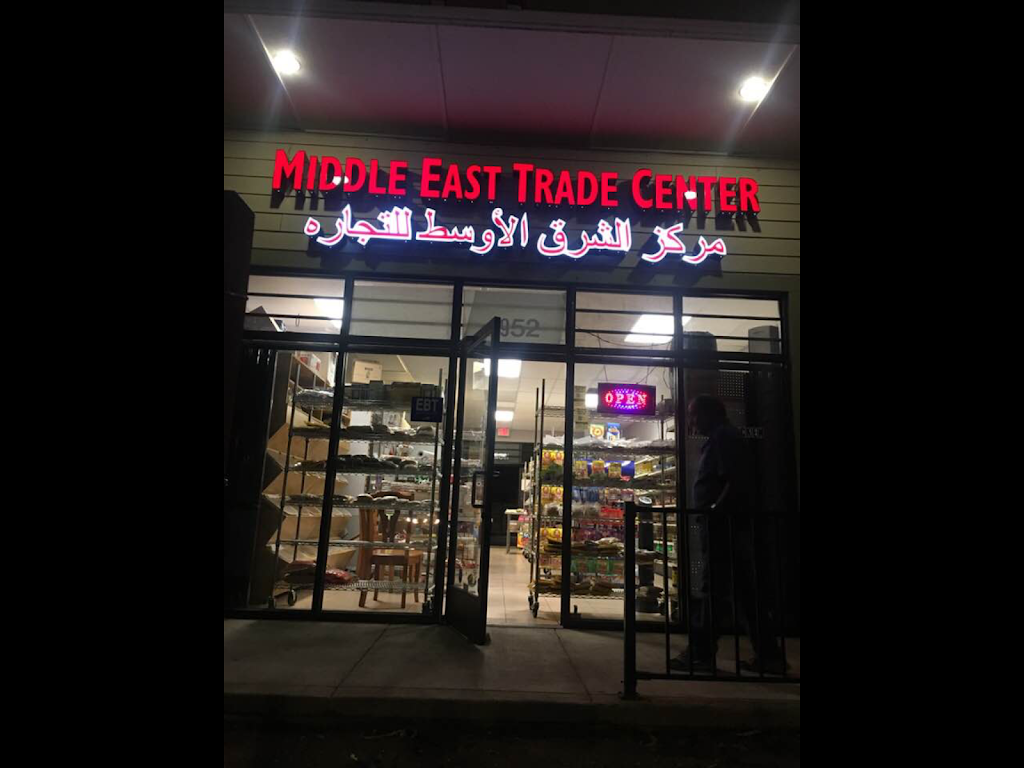 MIDDLE EAST TRADE CENTER
مركز الشرق الأوسط للتجاره
952
EBT
OPEN